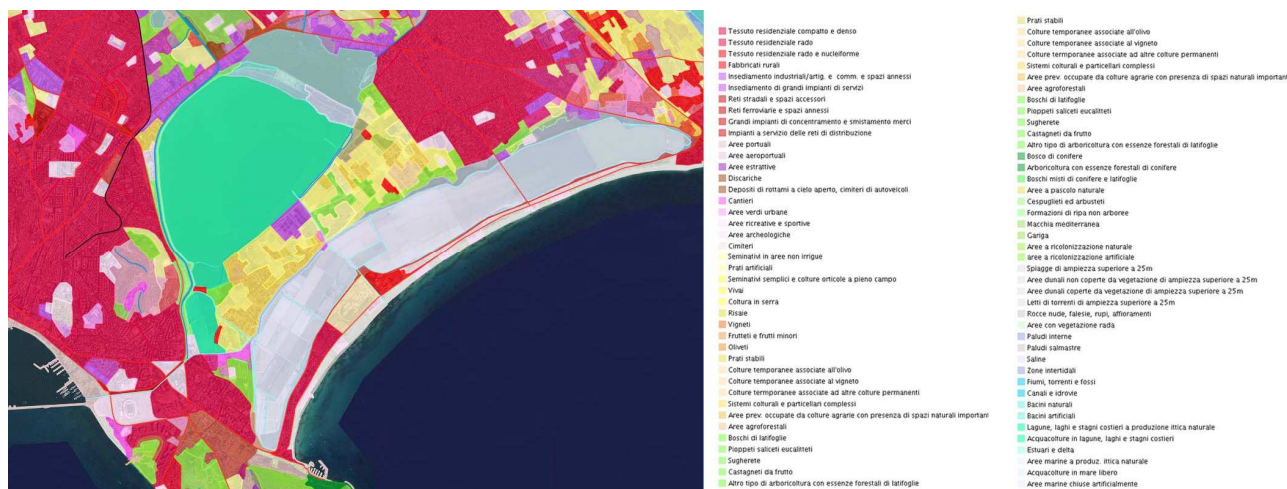 Tessuto residenziale compatto e denso
Tessuto residenziale rado
Tessuto residenziale rado e nucleiforme
Fabbricati rurali
Insediamento industriali/artig. e comm. e spazi annessi
Insediamento di grandi impianti di servizi
Reti stradali e spazi accessori
Reti ferroviarie e spazi annessi
Grandi impianti di concentramento e smistamento merci
Impianti a servizio delle reti di distribuzione
Aree portuali
Aree aeroportuali
Aree estrattive
Discariche
Depositi di rottami a cielo aperto, cimiteri di autoveicoli
Cantieri
Aree verdi urbane
Aree ricreative e sportive
Aree archeologiche
Cimiteri
Seminativi in aree non irrigue
Prati artificiali
Seminativi semplici e colture orticole a pieno campo
Vivai
Coltura in serra
Risaie
Vigneti
Frutteti e frutti minori
Oliveti
Prati stabili
Colture temporanee associate all'olivo
Colture temporanee associate al vigneto
Colture termporanee associate ad altre colture permanenti
Sistemi colturali e particellari complessi
Aree prev. occupate da colture agrarie con presenza di spazi naturali important
Aree agroforestali
Boschi di latifoglie
Pioppeti saliceti eucalitteti
Sugherete
Castagneti da frutto
Altro tipo di arboricoltura con essenze forestali di latifoglie
Prati stabili
Colture temporanee associate all'olivo
Colture temporanee associate al vigneto
Colture termporanee associate ad altre colture permanenti
Sistemi colturali e particellari complessi
Aree prev. occupate da colture agrarie con presenza di spazi naturali important
Aree agroforestali
Boschi di latifoglie
Pioppeti saliceti eucalitteti
Sugherete
Castagneti da frutto
Altro tipo di arboricoltura con essenze forestali di latifoglie
Bosco di conifere
Arboricoltura con essenze forestali di conifere
Boschi misti di conifere e latifoglie
Aree a pascolo naturale
Cespuglieti ed arbusteti
Formazioni di ripa non arboree
Macchia mediterranea
Gariga
Aree a ricolonizzazione naturale
aree a ricolonizzazione artificiale
Spiagge di ampiezza superiore a 25m
Aree dunali non coperte da vegetazione di ampiezza superiore a 25m
Aree dunali coperte da vegetazione di ampiezza superiore a 25m
Letti di torrenti di ampiezza superiore a 25m
Rocce nude, falesie, rupi, affioramenti
Aree con vegetazione rada
Paludi interne
Paludi salmastre
Saline
Zone intertidali
Fiumi, torrenti e fossi
Canali e idrovie
Bacini naturali
Bacini artificiali
Lagune, laghi e stagni costieri a produzione ittica naturale
Acquacolture in lagune, laghi e stagni costieri
Estuari e delta
Aree marine a produz. ittica naturale
Acquacolture in mare libero
Aree marine chiuse artificialmente